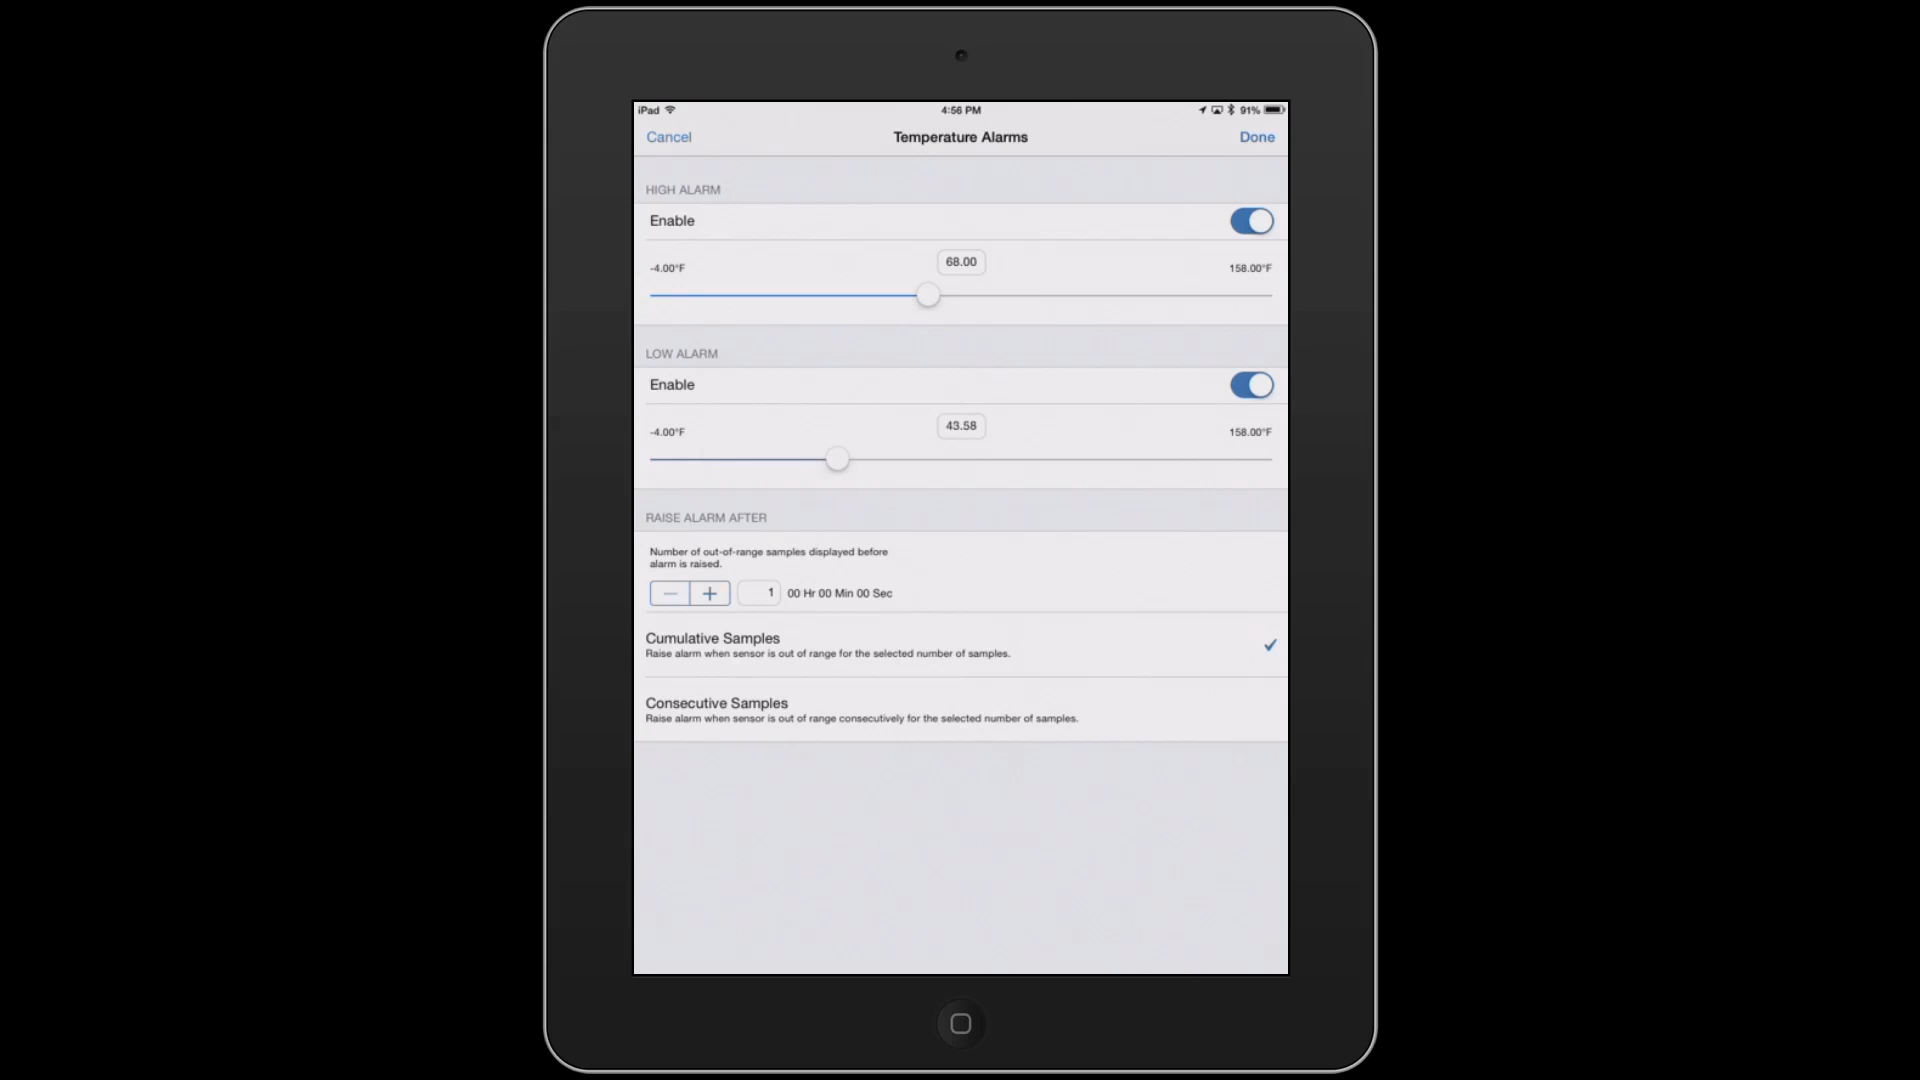 iPad 4:56 PM 91%
Cancel Temperature Alarms Done
HIGH ALARM
Enable
68.00
-4.00°F 158.00°F
LOW ALARM
Enable
43.58
-4.00°F 158.00°F
RAISE ALARM AFTER
Number of out-of-range samples displayed before
alarm is raised.
− + 1 00 Hr 00 Min 00 Sec
Cumulative Samples
Raise alarm when sensor is out of range for the selected number of samples.
Consecutive Samples
Raise alarm when sensor is out of range consecutively for the selected number of samples.